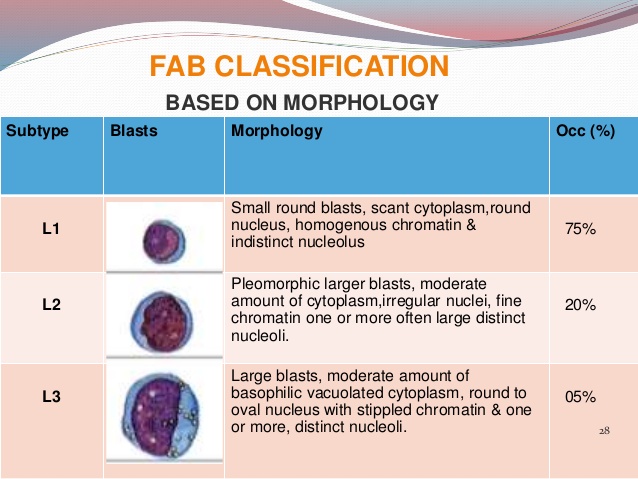 FAB CLASSIFICATION
BASED ON MORPHOLOGY
Subtype Blasts Morphology Occ (%)
L1
Small round blasts, scant cytoplasm,round
nucleus, homogenous chromatin &
indistinct nucleolus
75%
L2
Pleomorphic larger blasts, moderate
amount of cytoplasm,irregular nuclei, fine
chromatin one or more often large distinct
nucleoli.
20%
L3
Large blasts, moderate amount of
basophilic vacuolated cytoplasm, round to
oval nucleus with stippled chromatin & one
or more, distinct nucleoli.
05%
28